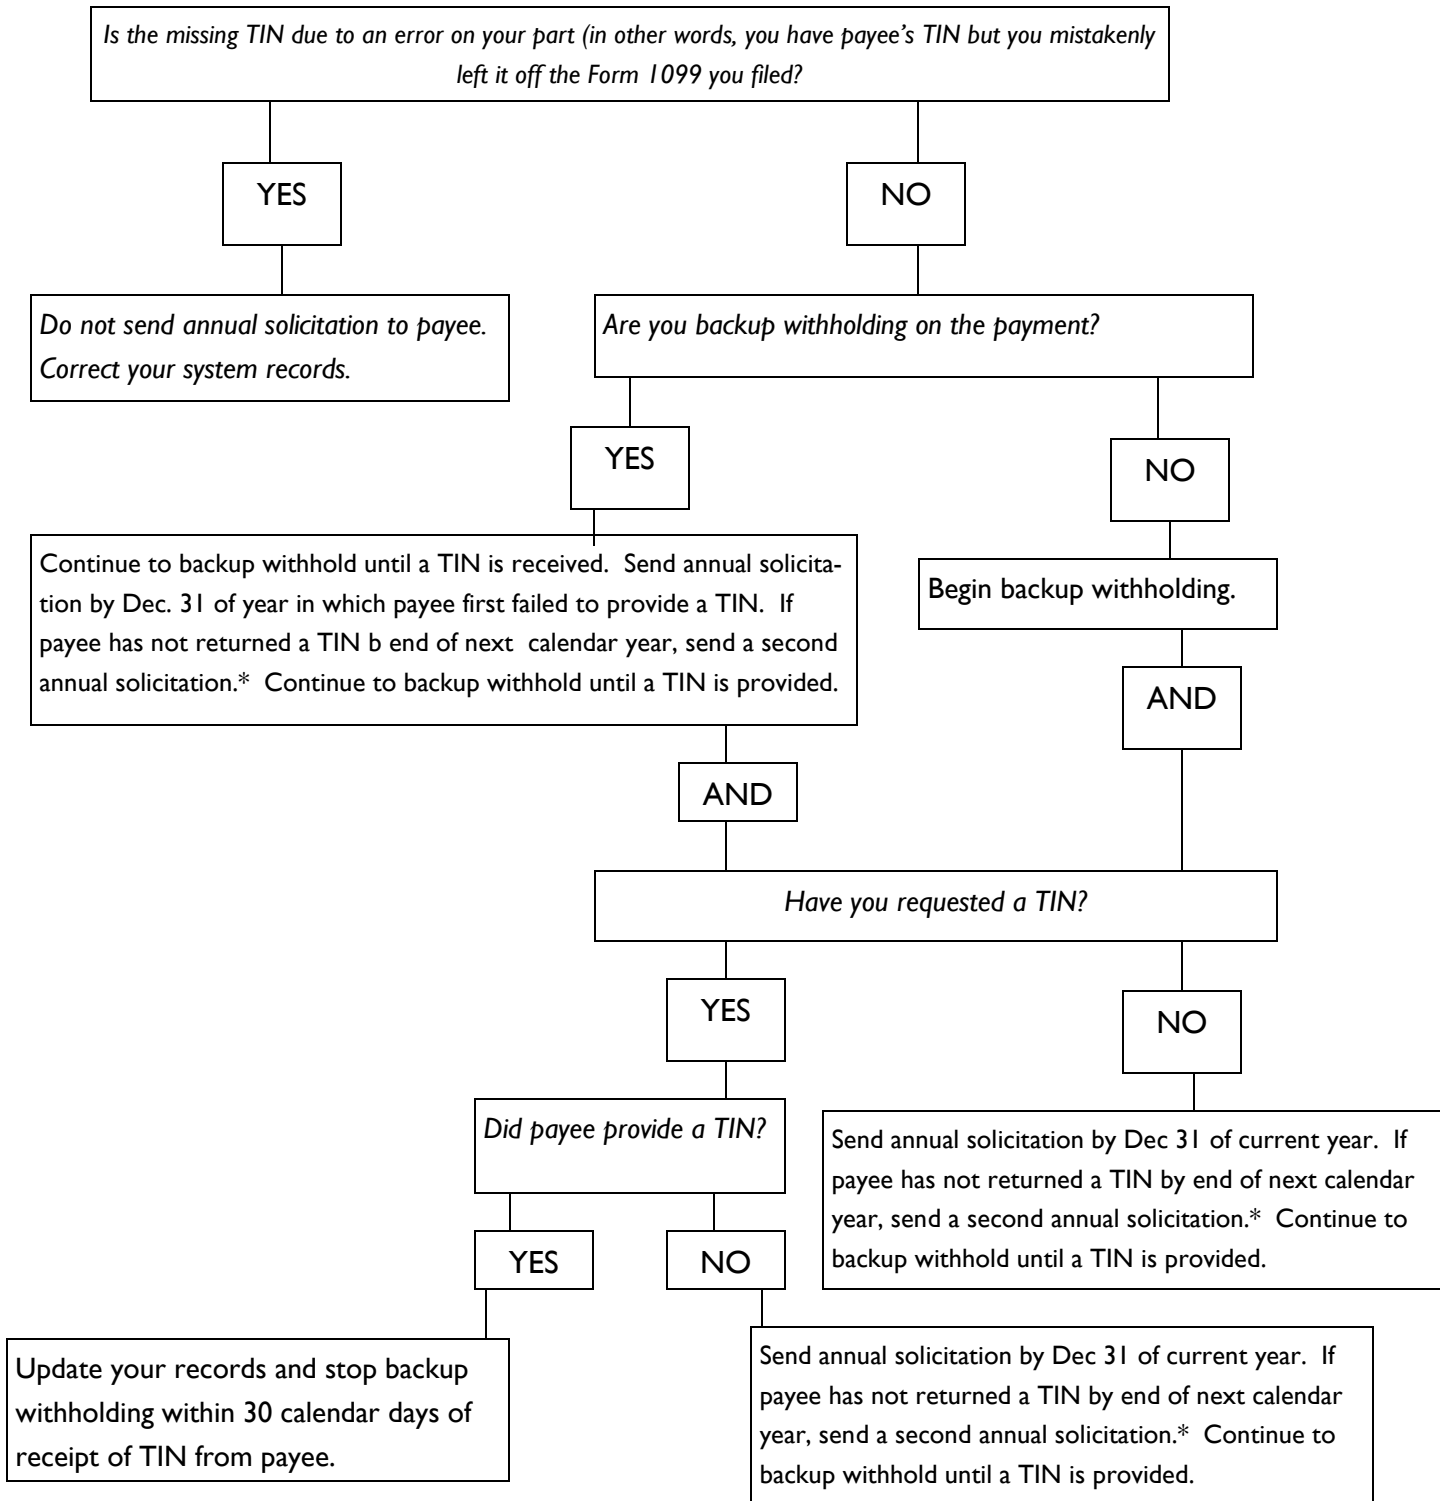 Is the missing TIN due to an error on your part (in other words, you have payee’s TIN but you mistakenly
left it off the Form 1099 you filed?
YES
NO
Do not send annual solicitation to payee.
Correct your system records.
Are you backup withholding on the payment?
YES
NO
Continue to backup withhold until a TIN is received.  Send annual solicita-
tion by Dec. 31 of year in which payee first failed to provide a TIN.  If
payee has not returned a TIN b end of next  calendar year, send a second
annual solicitation.*  Continue to backup withhold until a TIN is provided.
Begin backup withholding.
AND
AND
Have you requested a TIN?
YES
NO
Did payee provide a TIN?
Send annual solicitation by Dec 31 of current year.  If
payee has not returned a TIN by end of next calendar
year, send a second annual solicitation.*  Continue to
backup withhold until a TIN is provided.
YES
NO
Update your records and stop backup
withholding within 30 calendar days of
receipt of TIN from payee.
Send annual solicitation by Dec 31 of current year.  If
payee has not returned a TIN by end of next calendar
year, send a second annual solicitation.*  Continue to
backup withhold until a TIN is provided.